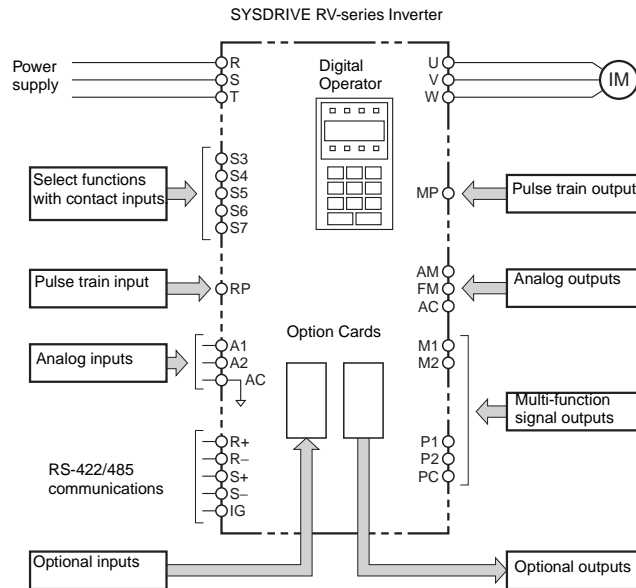 SYSDRIVE RV-series Inverter
Power
supply
R
S
T
Digital
Operator
U
V
W
IM
Select functions
with contact inputs
S3
S4
S5
S6
S7
MP
Pulse train output
Pulse train input
RP
AM
FM
AC
Analog outputs
Analog inputs
A1
A2
AC
Option Cards
M1
M2
Multi-function
signal outputs
P1
P2
PC
RS-422/485
communications
R+
R−
S+
S−
IG
Optional inputs
Optional outputs